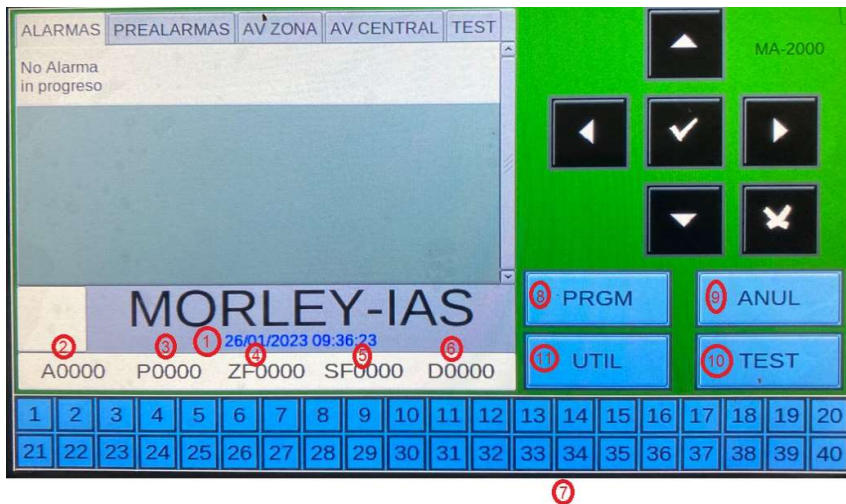 ALARMAS PREALARMAS AV ZONA AV CENTRAL TEST
MA-2000
No Alarma
in progreso
MORLEY-IAS
8 PRGM 9 ANUL
1 26/01/2023 09:36:23
2 3 4 5 6
A0000 P0000 ZF0000 SF0000 D0000
11 UTIL 10 TEST
1 2 3 4 5 6 7 8 9 10 11 12 13 14 15 16 17 18 19 20
21 22 23 24 25 26 27 28 29 30 31 32 33 34 35 36 37 38 39 40
7